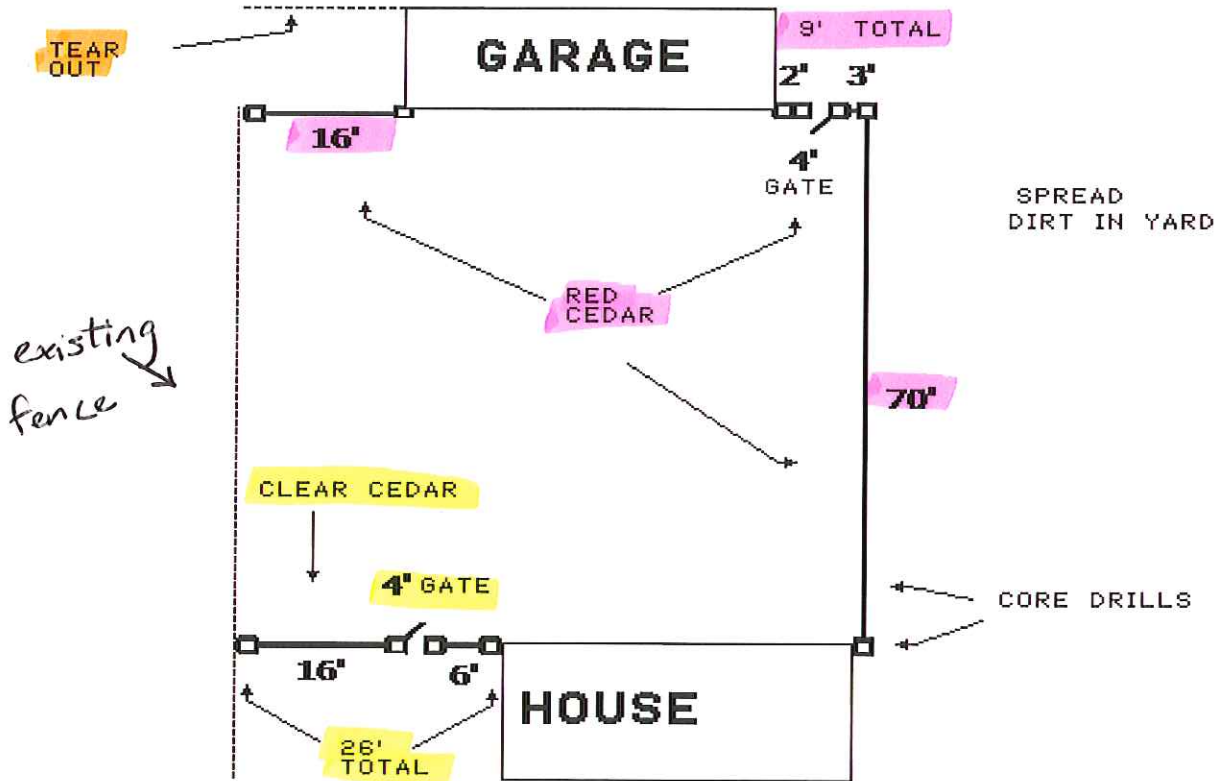 TEAR
OUT
GARAGE
9' TOTAL
2"
3"
16"
4"
GATE
SPREAD
DIRT IN YARD
RED
CEDAR
existing
fence
70"
CLEAR CEDAR
4" GATE
CORE DRILLS
16"
6"
HOUSE
26'
TOTAL